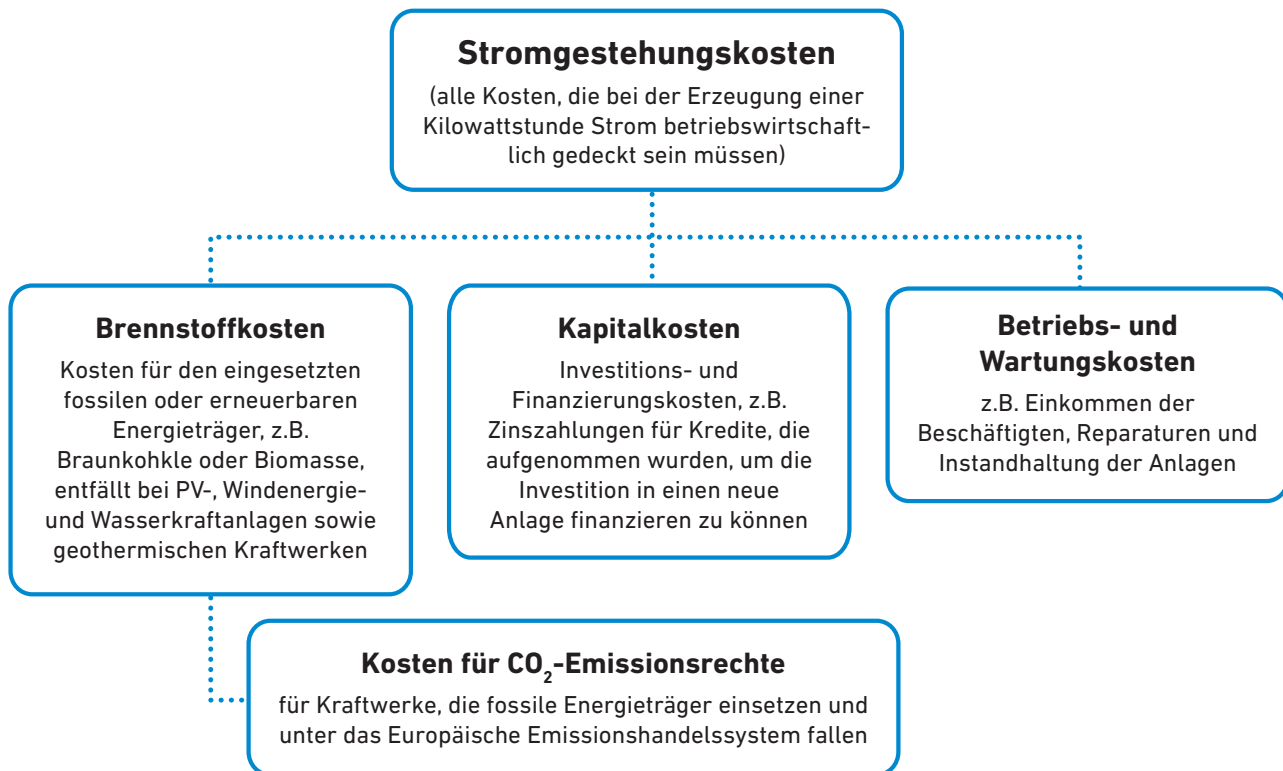 Stromgestehungskosten
(alle Kosten, die bei der Erzeugung einer
Kilowattstunde Strom betriebswirtschaft-
lich gedeckt sein müssen)
Brennstoffkosten
Kosten für den eingesetzten
fossilen oder erneuerbaren
Energieträger, z.B.
Braunkohkle oder Biomasse,
entfällt bei PV-, Windenergie-
und Wasserkraftanlagen sowie
geothermischen Kraftwerken
Kapitalkosten
Investitions- und
Finanzierungskosten, z.B.
Zinszahlungen für Kredite, die
aufgenommen wurden, um die
Investition in einen neue
Anlage finanzieren zu können
Betriebs- und
Wartungskosten
z.B. Einkommen der
Beschäftigten, Reparaturen und
Instandhaltung der Anlagen
Kosten für CO₂-Emissionsrechte
für Kraftwerke, die fossile Energieträger einsetzen und
unter das Europäische Emissionshandelssystem fallen